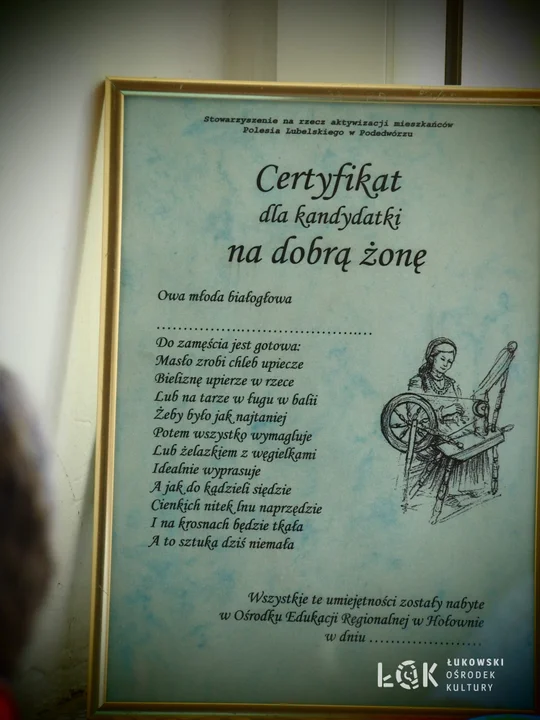 Stowarzyszenie na rzecz aktywizacji mieszkańców
Polesia Lubelskiego w Podedwórzu
Certyfikat
dla kandydatki
na dobrą żonę
Owa młoda białogłowa
.......................................
Do zamęścia jest gotowa:
Masło zrobi chleb upiecze
Bieliznę upierze w rzece
Lub na tarze w ługu w balii
Żeby było jak najtaniej
Potem wszystko wymagluje
Lub żelazkiem z węgielkami
Idealnie wyprasuje
A jak do kądzieli siędzie
Cienkich nitek lnu naprzędzie
I na krosnach będzie tkała
A to sztuka dziś niemała
Wszystkie te umiejętności zostały nabyte
w Ośrodku Edukacji Regionalnej w Hołownie
w dniu .....................
ŁOK ŁUKOWSKI
OŚRODEK
KULTURY